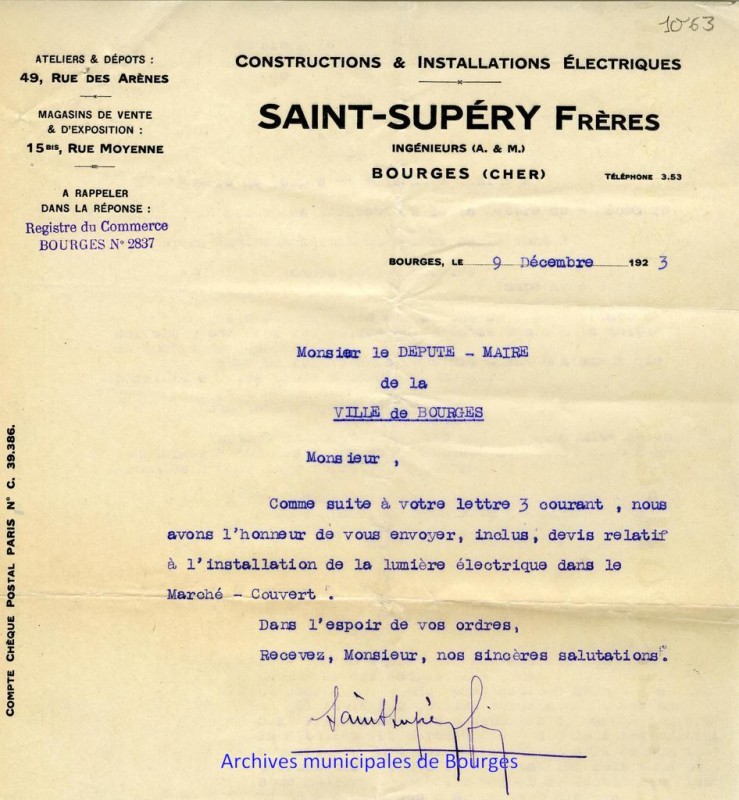 1063
ATELIERS & DÉPOTS :
49, RUE DES ARÈNES
MAGASINS DE VENTE
& D'EXPOSITION :
15 BIS, RUE MOYENNE
A RAPPELER
DANS LA RÉPONSE :
Registre du Commerce
BOURGES N° 2837
CONSTRUCTIONS & INSTALLATIONS ÉLECTRIQUES
SAINT-SUPÉRY FRÈRES
INGÉNIEURS (A. & M.)
BOURGES (CHER)
TÉLÉPHONE 3.53
BOURGES, LE 9 Décembre 1923
Monsier le DEPUTE - MAIRE
de la
VILLE de BOURGES
Monsieur ,
Comme suite à votre lettre 3 courant , nous
avons l'honneur de vous envoyer, inclus, devis relatif
à l'installation de la lumière électrique dans le
Marché - Couvert .
Dans l'espoir de vos ordres,
Recevez, Monsieur, nos sincères salutations.
Archives municipales de Bourges
COMPTE CHÈQUE POSTAL PARIS N° C. 39.386.